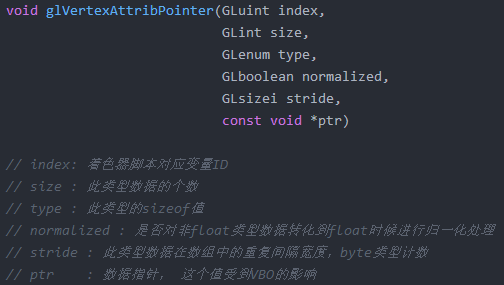 void glVertexAttribPointer(GLuint index,
GLint size,
GLenum type,
GLboolean normalized,
GLsizei stride,
const void *ptr)
// index: 着色器脚本对应变量ID
// size : 此类型数据的个数
// type : 此类型的sizeof值
// normalized : 是否对非float类型数据转化到float时候进行归一化处理
// stride : 此类型数据在数组中的重复间隔宽度，byte类型计数
// ptr : 数据指针， 这个值受到VBO的影响